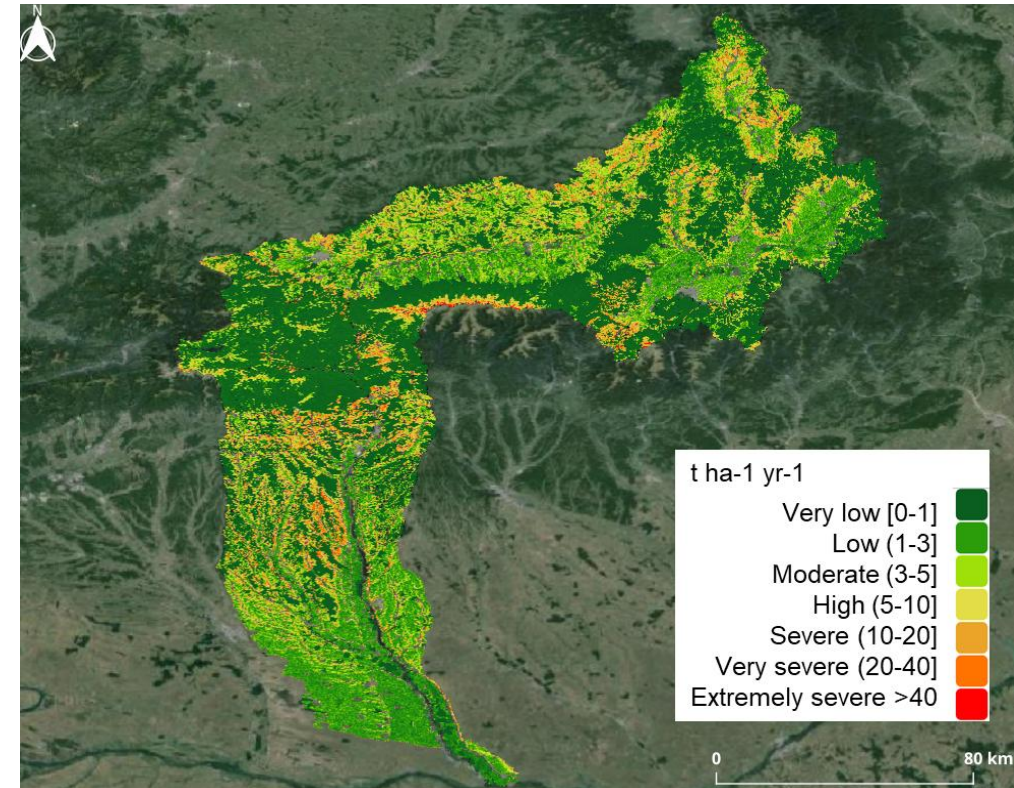 N
t ha-1 yr-1
Very low [0-1]
Low (1-3]
Moderate (3-5]
High (5-10]
Severe (10-20]
Very severe (20-40]
Extremely severe >40
0 80 km